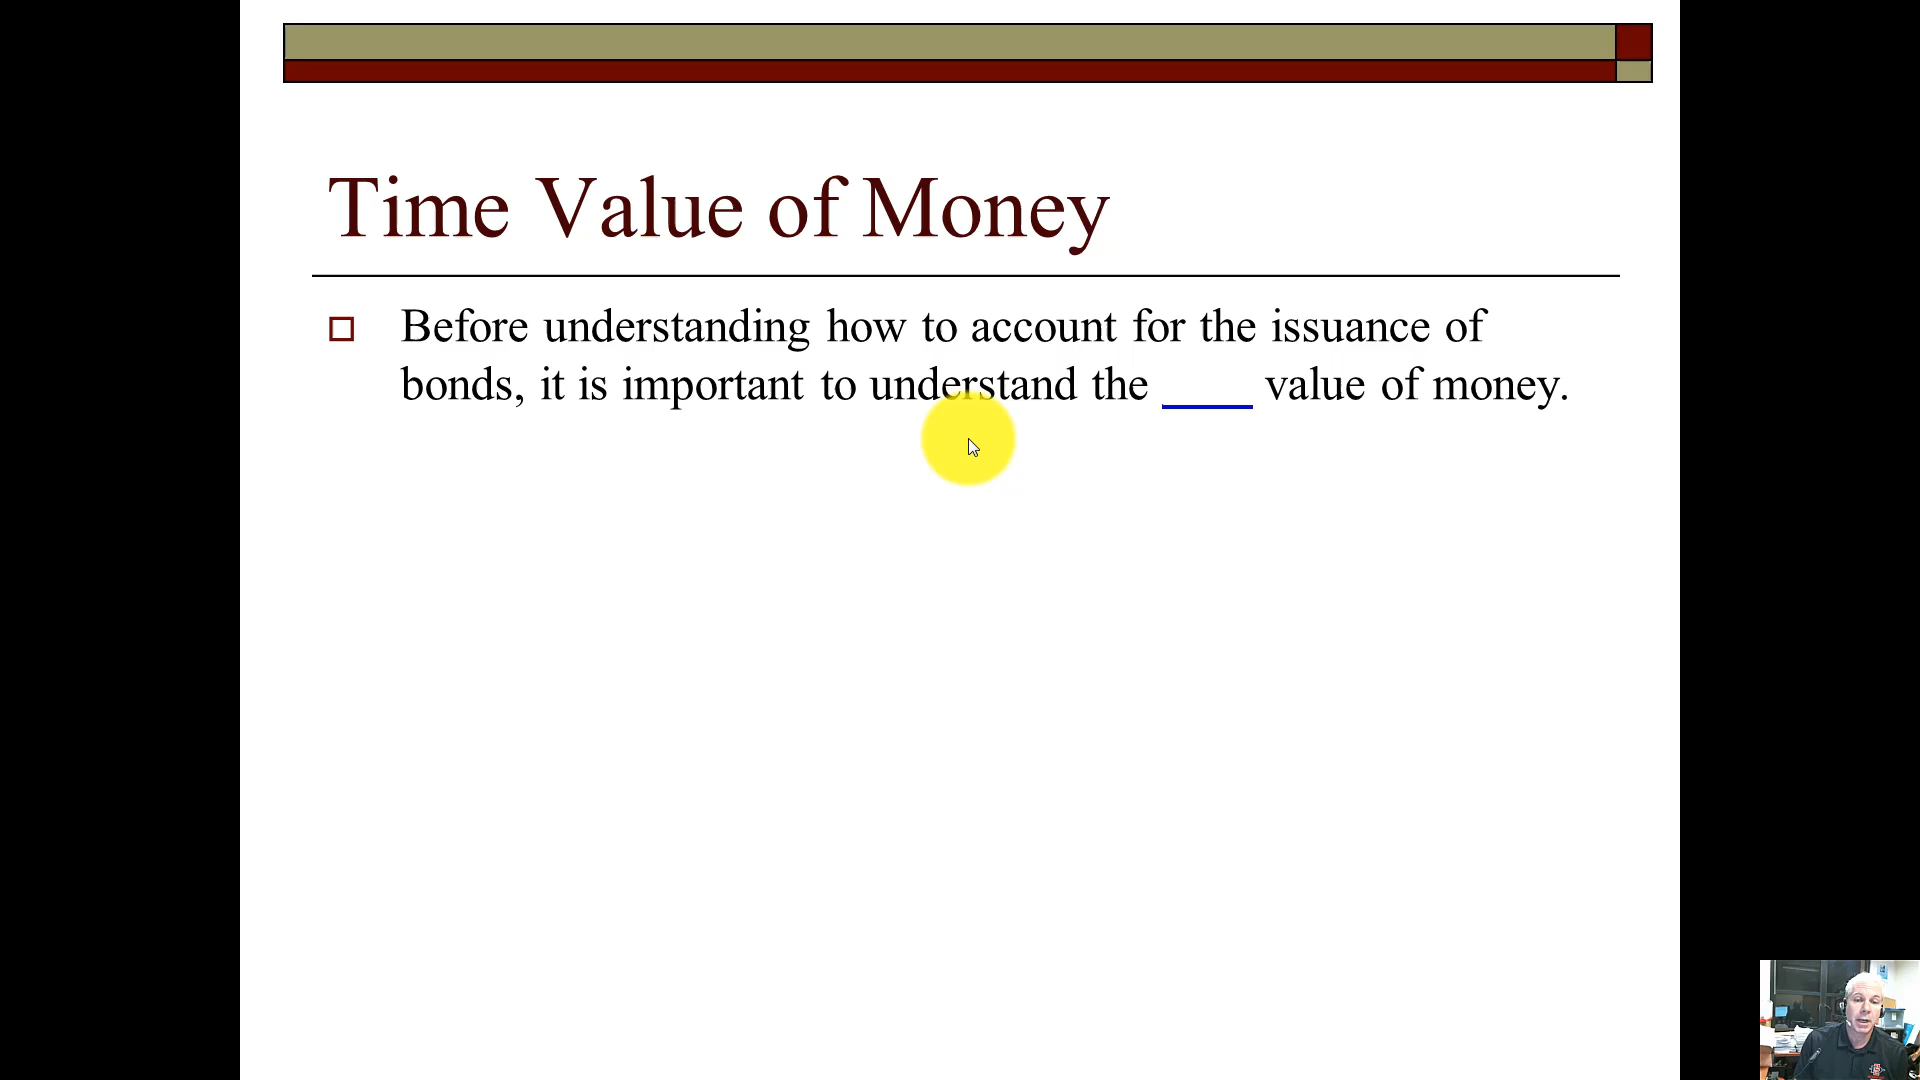 Time Value of Money
Before understanding how to account for the issuance of
bonds, it is important to understand the ____ value of money.